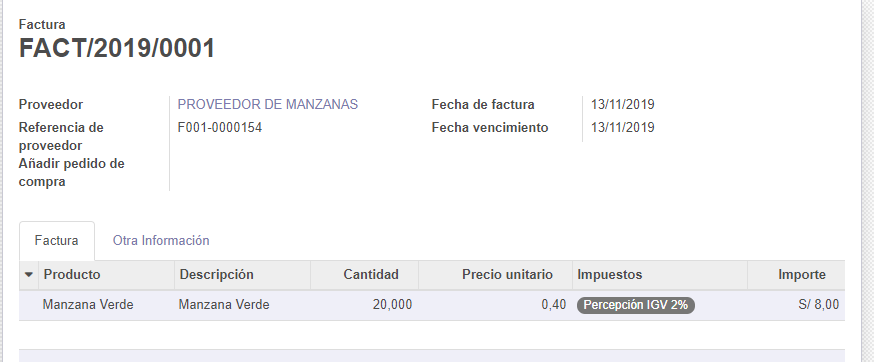 Factura
FACT/2019/0001
Proveedor PROVEEDOR DE MANZANAS Fecha de factura 13/11/2019
Referencia de proveedor F001-0000154 Fecha vencimiento 13/11/2019
Añadir pedido de compra
Factura Otra Información
Producto Descripción Cantidad Precio unitario Impuestos Importe
Manzana Verde Manzana Verde 20,000 0,40 Percepción IGV 2% S/ 8,00